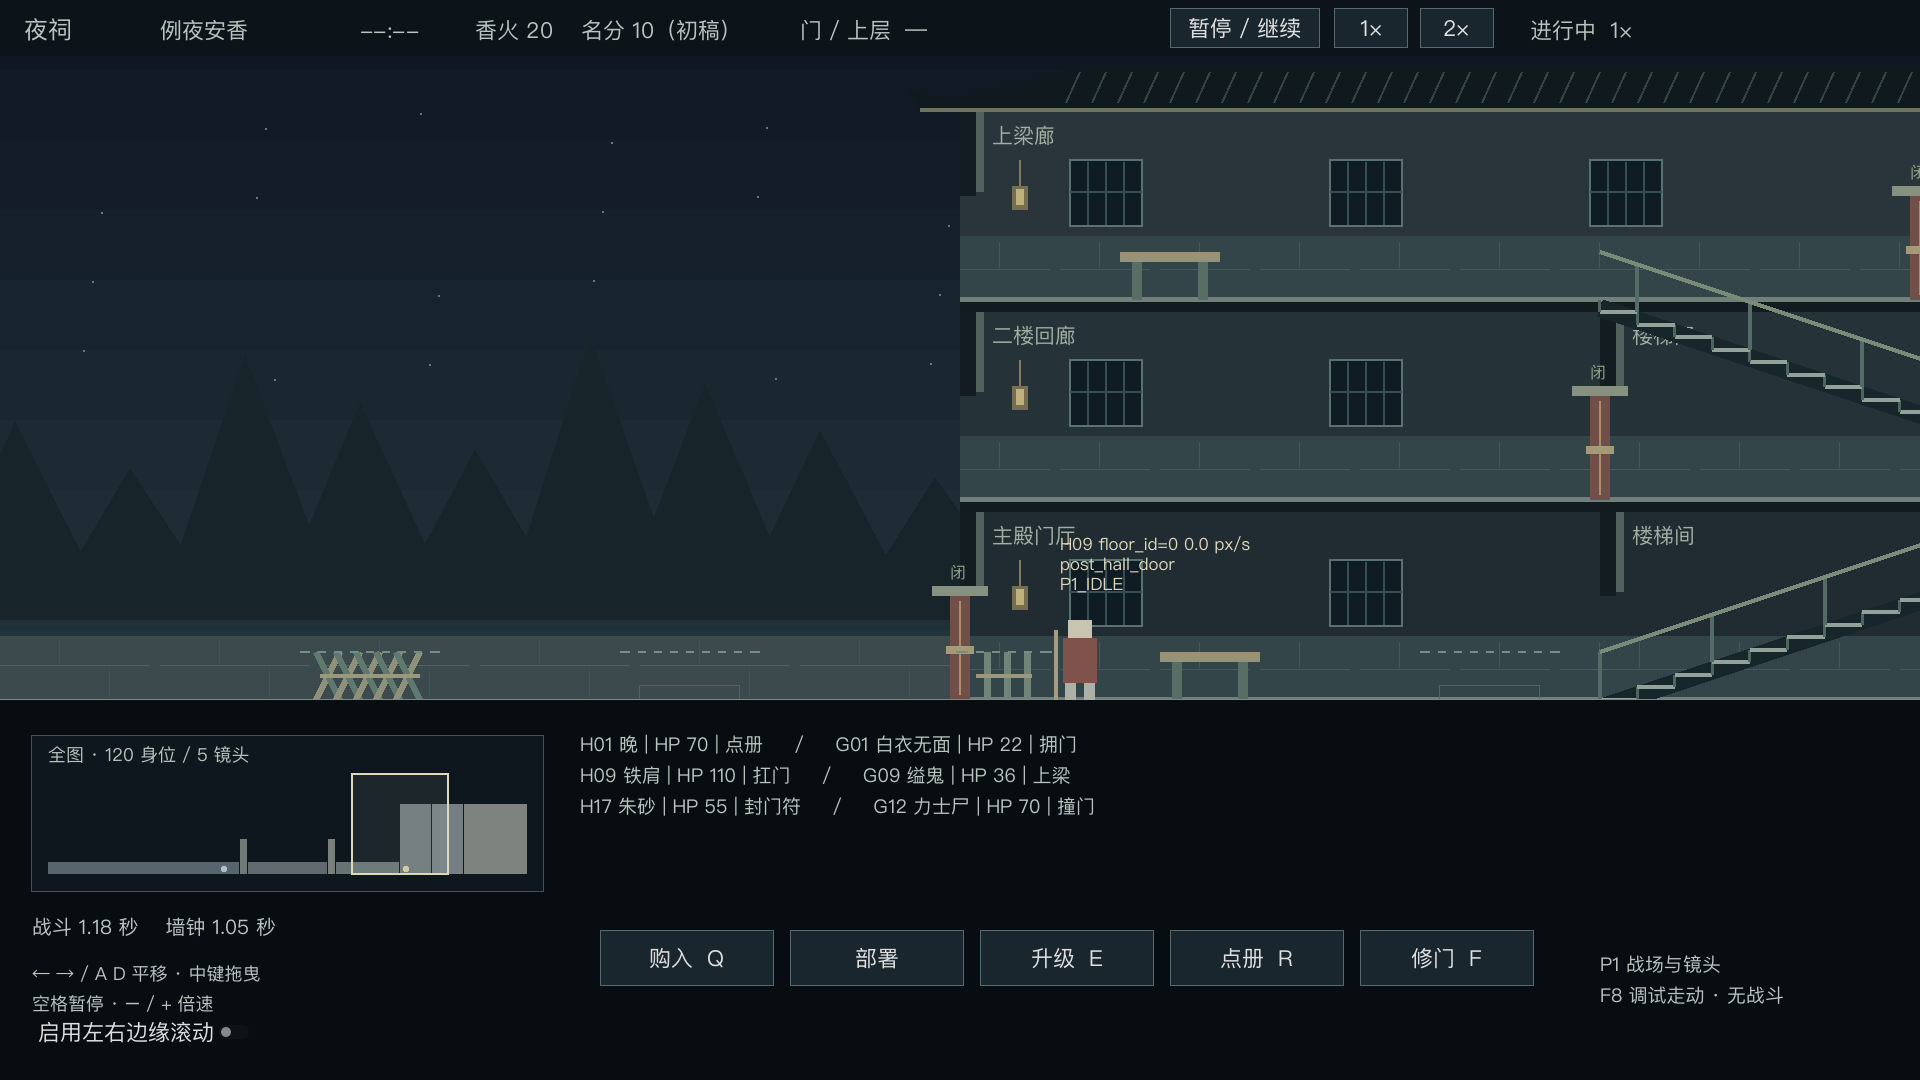 夜祠 例夜安香 --:-- 香火 20 名分 10（初稿） 门 / 上层 — 暂停 / 继续 1x 2x 进行中 1x
上梁廊
二楼回廊
闭
主殿门厅
H09 floor_id=0 0.0 px/s
post_hall_door
P1_IDLE
楼梯间
闭
全图 · 120 身位 / 5 镜头
H01 晚 | HP 70 | 点册 / G01 白衣无面 | HP 22 | 拥门
H09 铁肩 | HP 110 | 扛门 / G09 缢鬼 | HP 36 | 上梁
H17 朱砂 | HP 55 | 封门符 / G12 力士尸 | HP 70 | 撞门
战斗 1.18 秒 墙钟 1.05 秒
←→ / A D 平移 · 中键拖曳
空格暂停 · − / + 倍速
启用左右边缘滚动
购入 Q 部署 升级 E 点册 R 修门 F
P1 战场与镜头
F8 调试走动 · 无战斗